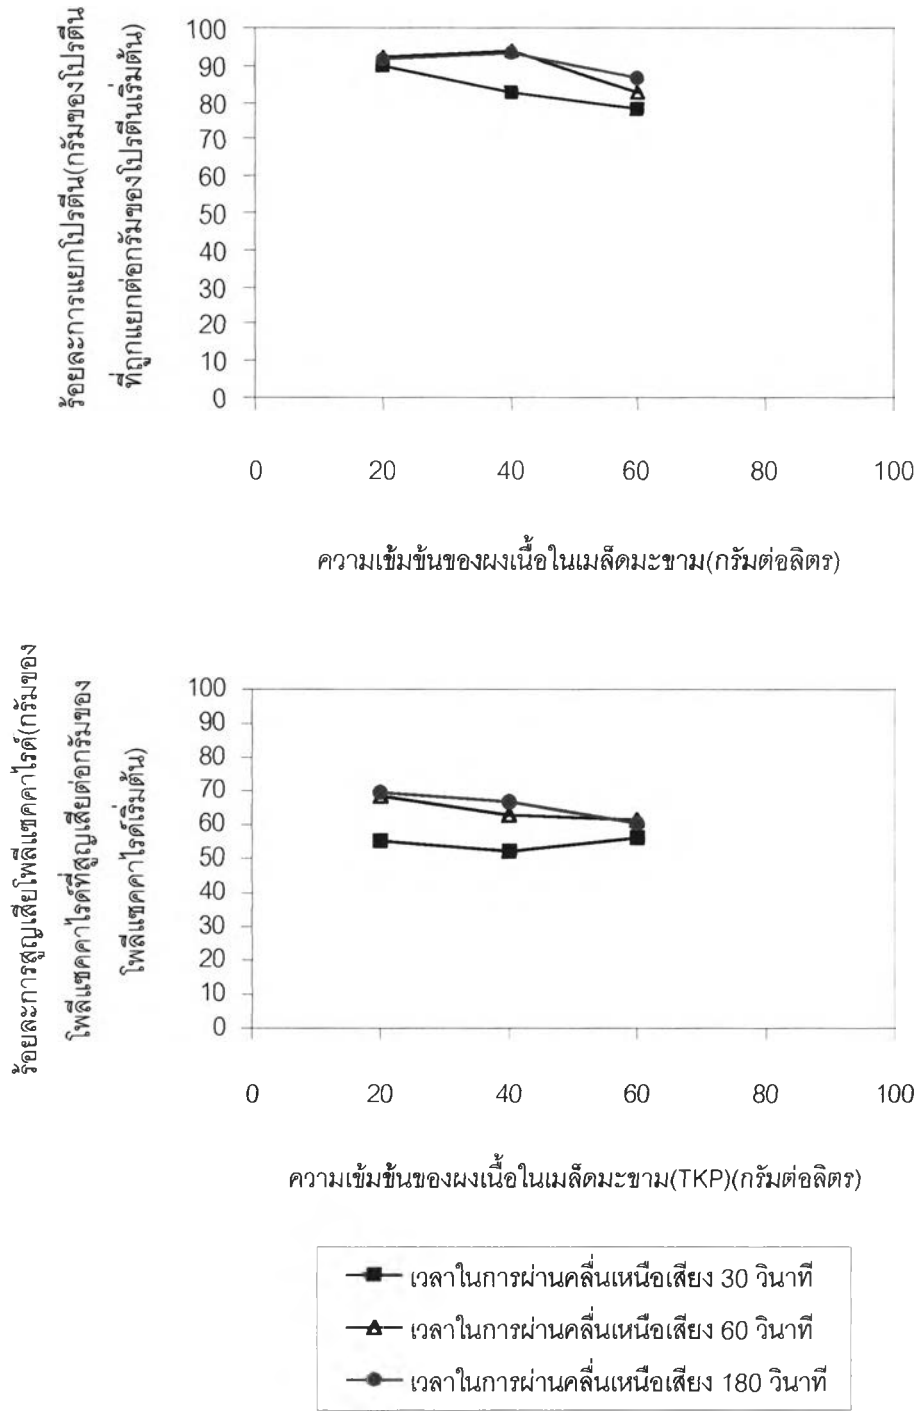 ร้อยละการแยกโปรตีน(กรัมของโปรตีน
ที่ถูกแยกต่อกรัมของโปรตีนเริ่มต้น)
100
90
80
70
60
50
40
30
20
10
0
0 20 40 60 80 100
ความเข้มข้นของผงเนื้อในเมล็ดมะขาม(กรัมต่อลิตร)
ร้อยละการสูญเสียโพลีแซคคาไรด์(กรัมของ
โพลีแซคคาไรด์ที่สูญเสียต่อกรัมของ
โพลีแซคคาไรด์เริ่มต้น)
100
90
80
70
60
50
40
30
20
10
0
0 20 40 60 80 100
ความเข้มข้นของผงเนื้อในเมล็ดมะขาม(TKP)(กรัมต่อลิตร)
เวลาในการผ่านคลื่นเหนือเสียง 30 วินาที
เวลาในการผ่านคลื่นเหนือเสียง 60 วินาที
เวลาในการผ่านคลื่นเหนือเสียง 180 วินาที